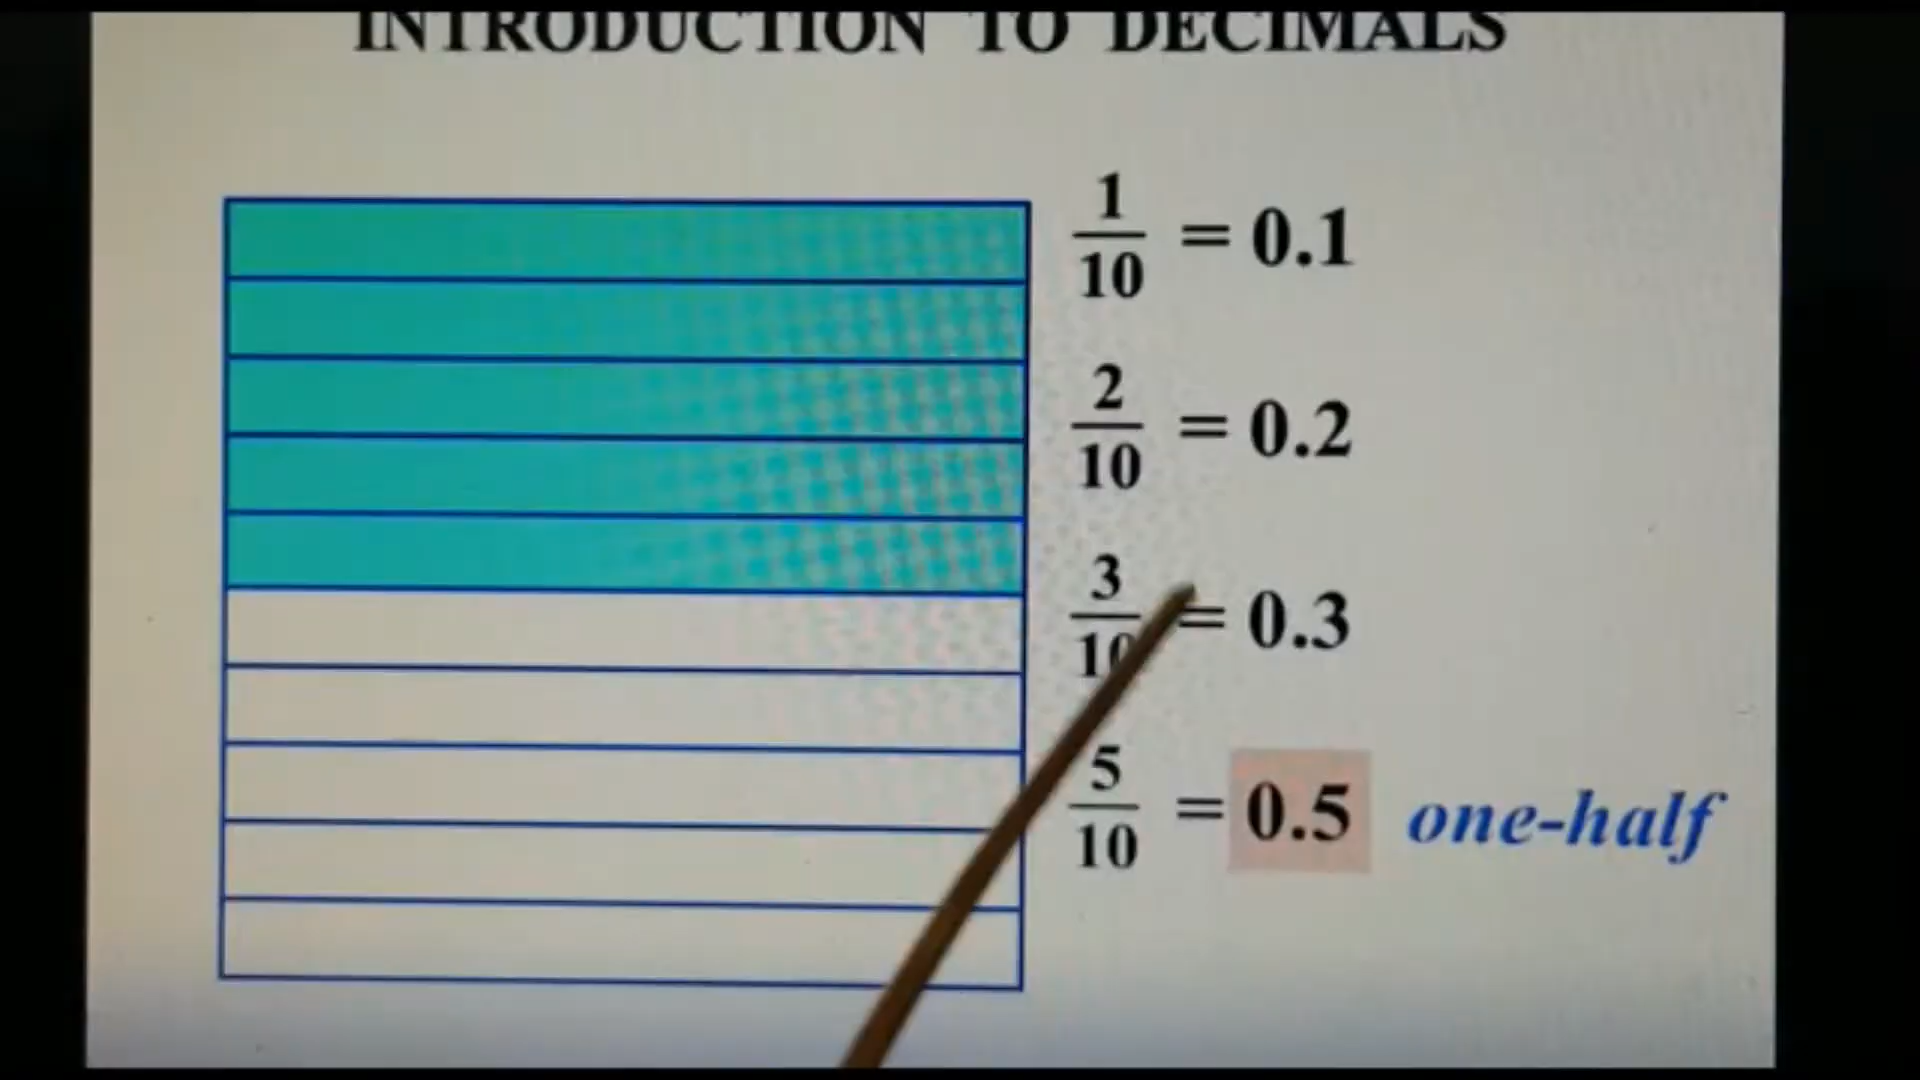 INTRODUCTION TO DECIMALS
1/10 = 0.1
2/10 = 0.2
3/10 = 0.3
5/10 = 0.5 one-half